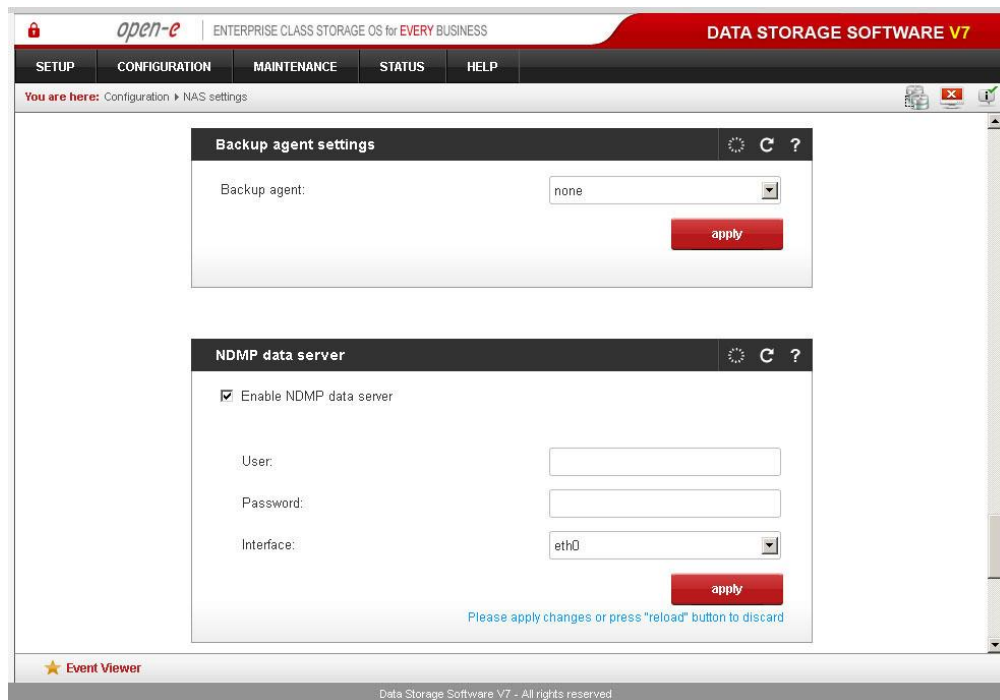 open-e ENTERPRISE CLASS STORAGE OS for EVERY BUSINESS DATA STORAGE SOFTWARE V7
SETUP CONFIGURATION MAINTENANCE STATUS HELP
You are here: Configuration NAS settings
Backup agent settings ?
Backup agent: none
apply
NDMP data server ?
Enable NDMP data server
User:
Password:
Interface: eth0
apply
Please apply changes or press "reload" button to discard
Event Viewer
Data Storage Software V7 - All rights reserved